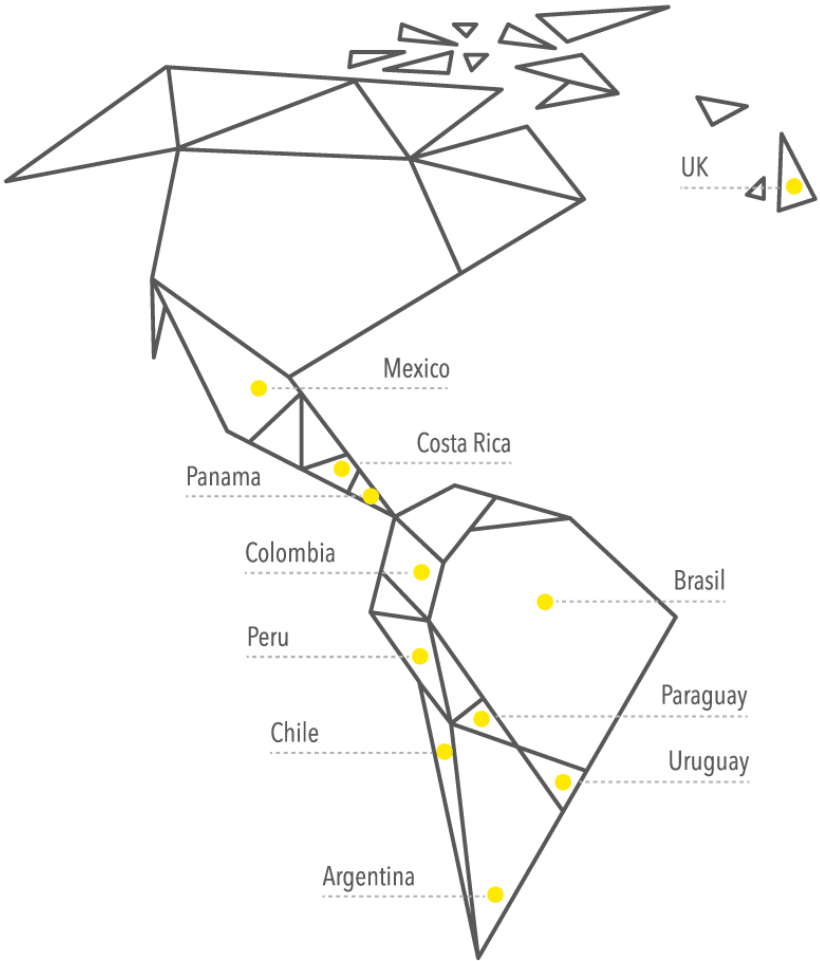 UK
Mexico
Costa Rica
Panama
Colombia
Brasil
Peru
Paraguay
Chile
Uruguay
Argentina